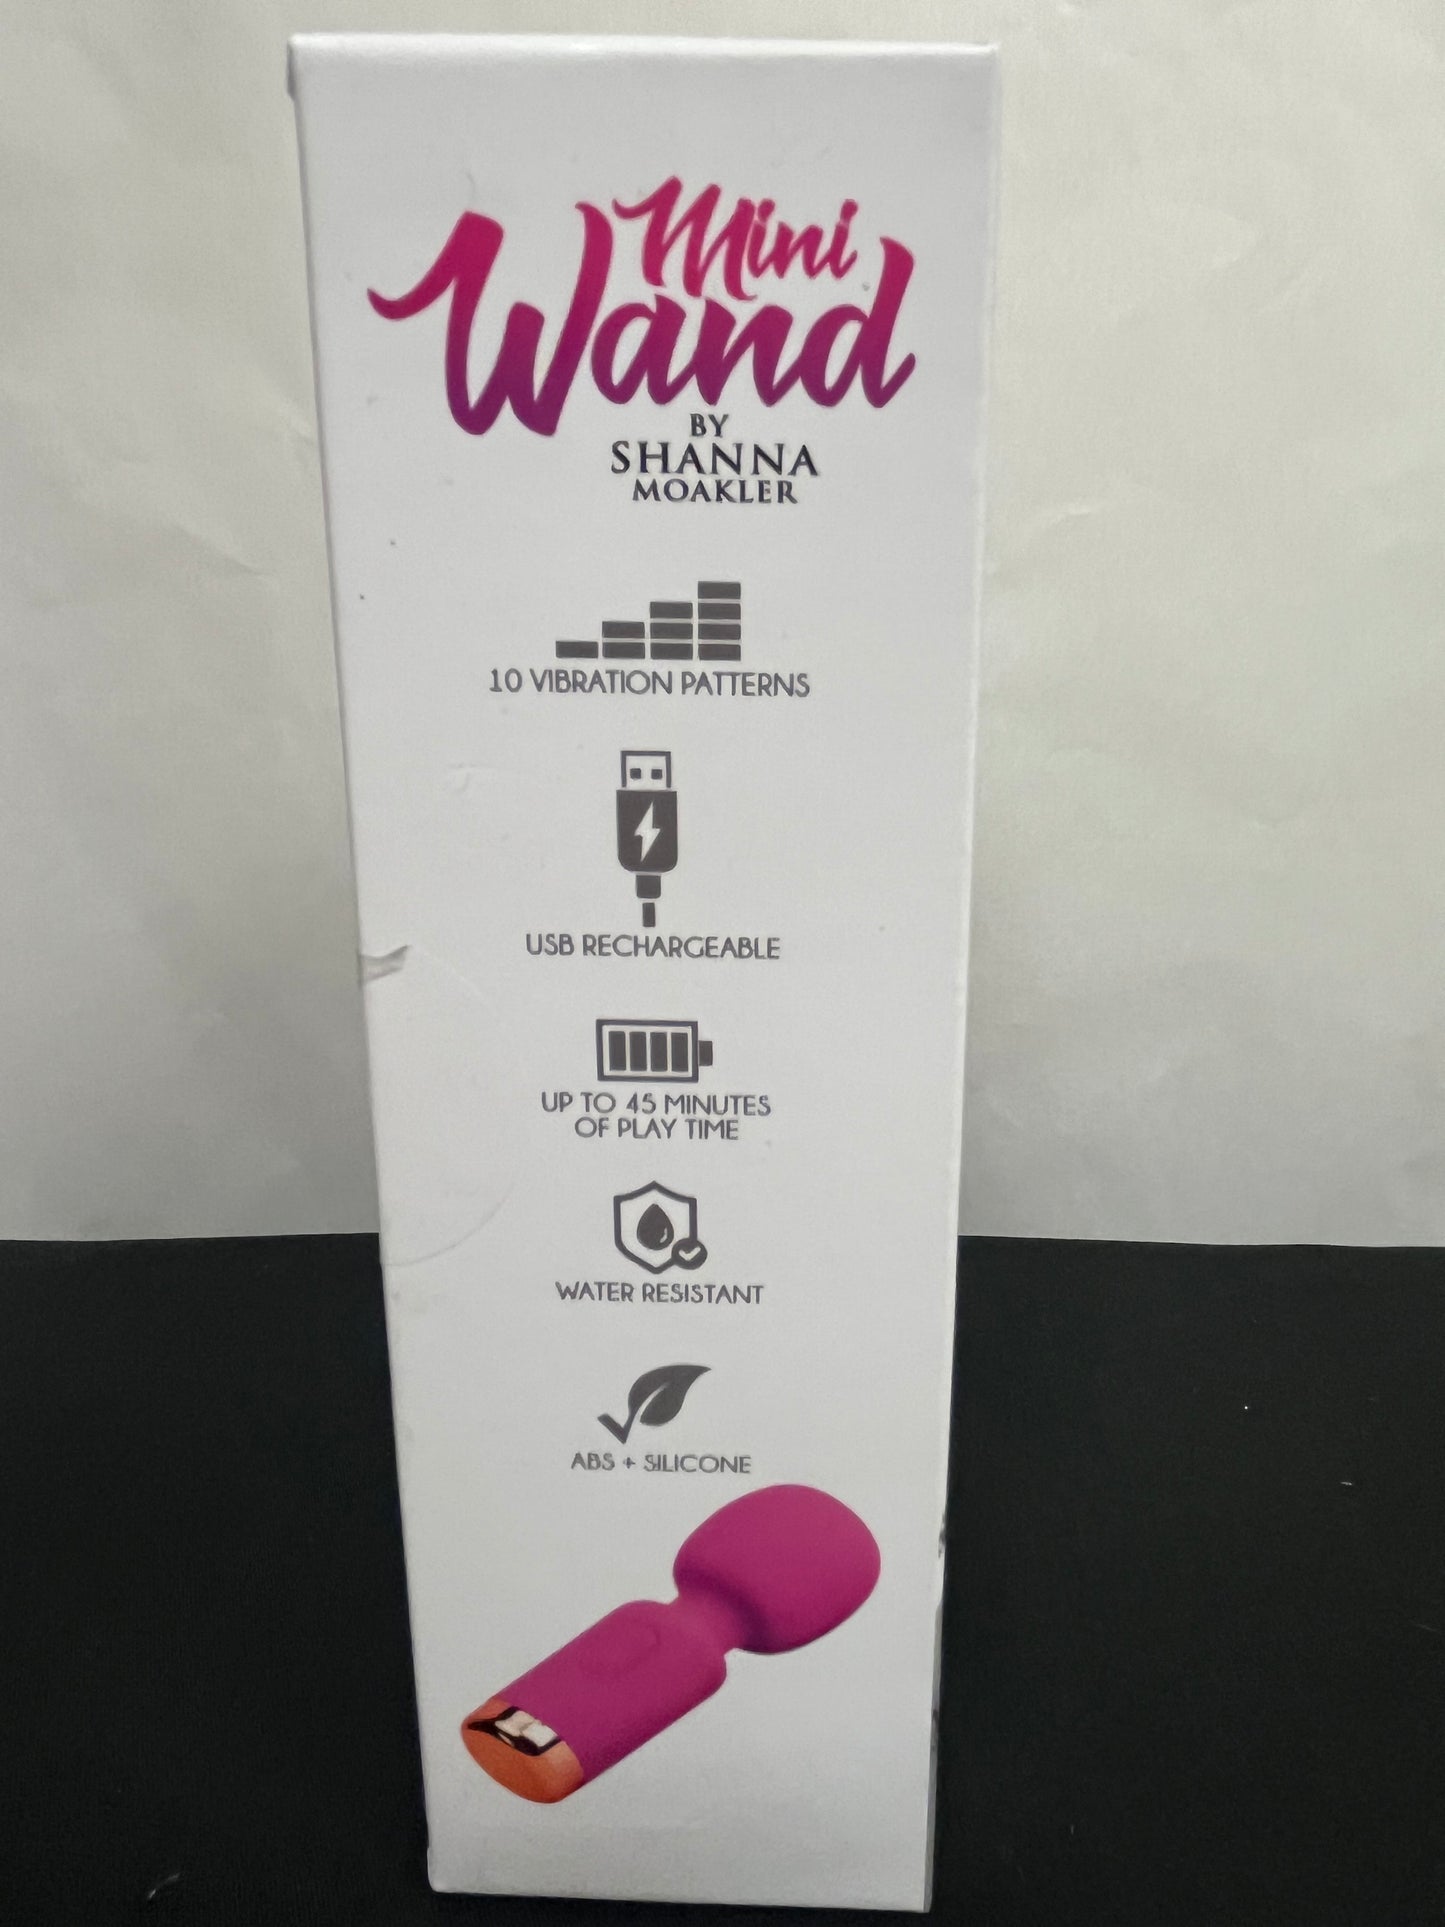 Mini
Wand
BY
SHANNA
MOAKLER
10 VIBRATION PATTERNS
USB RECHARGEABLE
UP TO 45 MINUTES
OF PLAY TIME
WATER RESISTANT
ABS + SILICONE